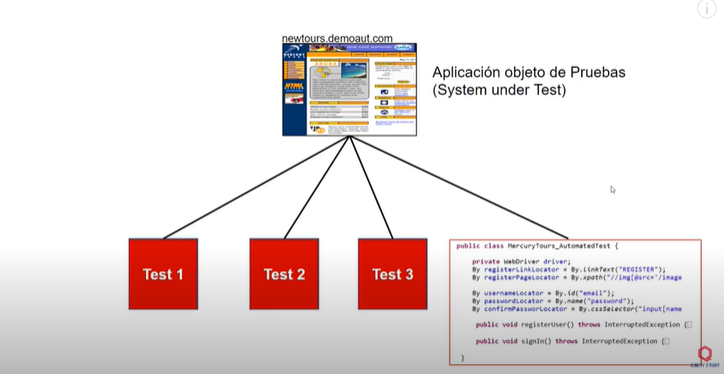 newtours.demoaut.com
Aplicación objeto de Pruebas
(System under Test)
Test 1
Test 2
Test 3
public class MercuryTours_AutomatedTest {
private WebDriver driver;
By registerLinkLocator = By.linkText("REGISTER");
By registerPageLocator = By.xpath("//img[@src='/image
By usernameLocator = By.id("email");
By passwordLocator = By.name("password");
By confirmPassworLocator = By.cssSelector("input[name
public void registerUser() throws InterruptedException {
public void signIn() throws InterruptedException {
}